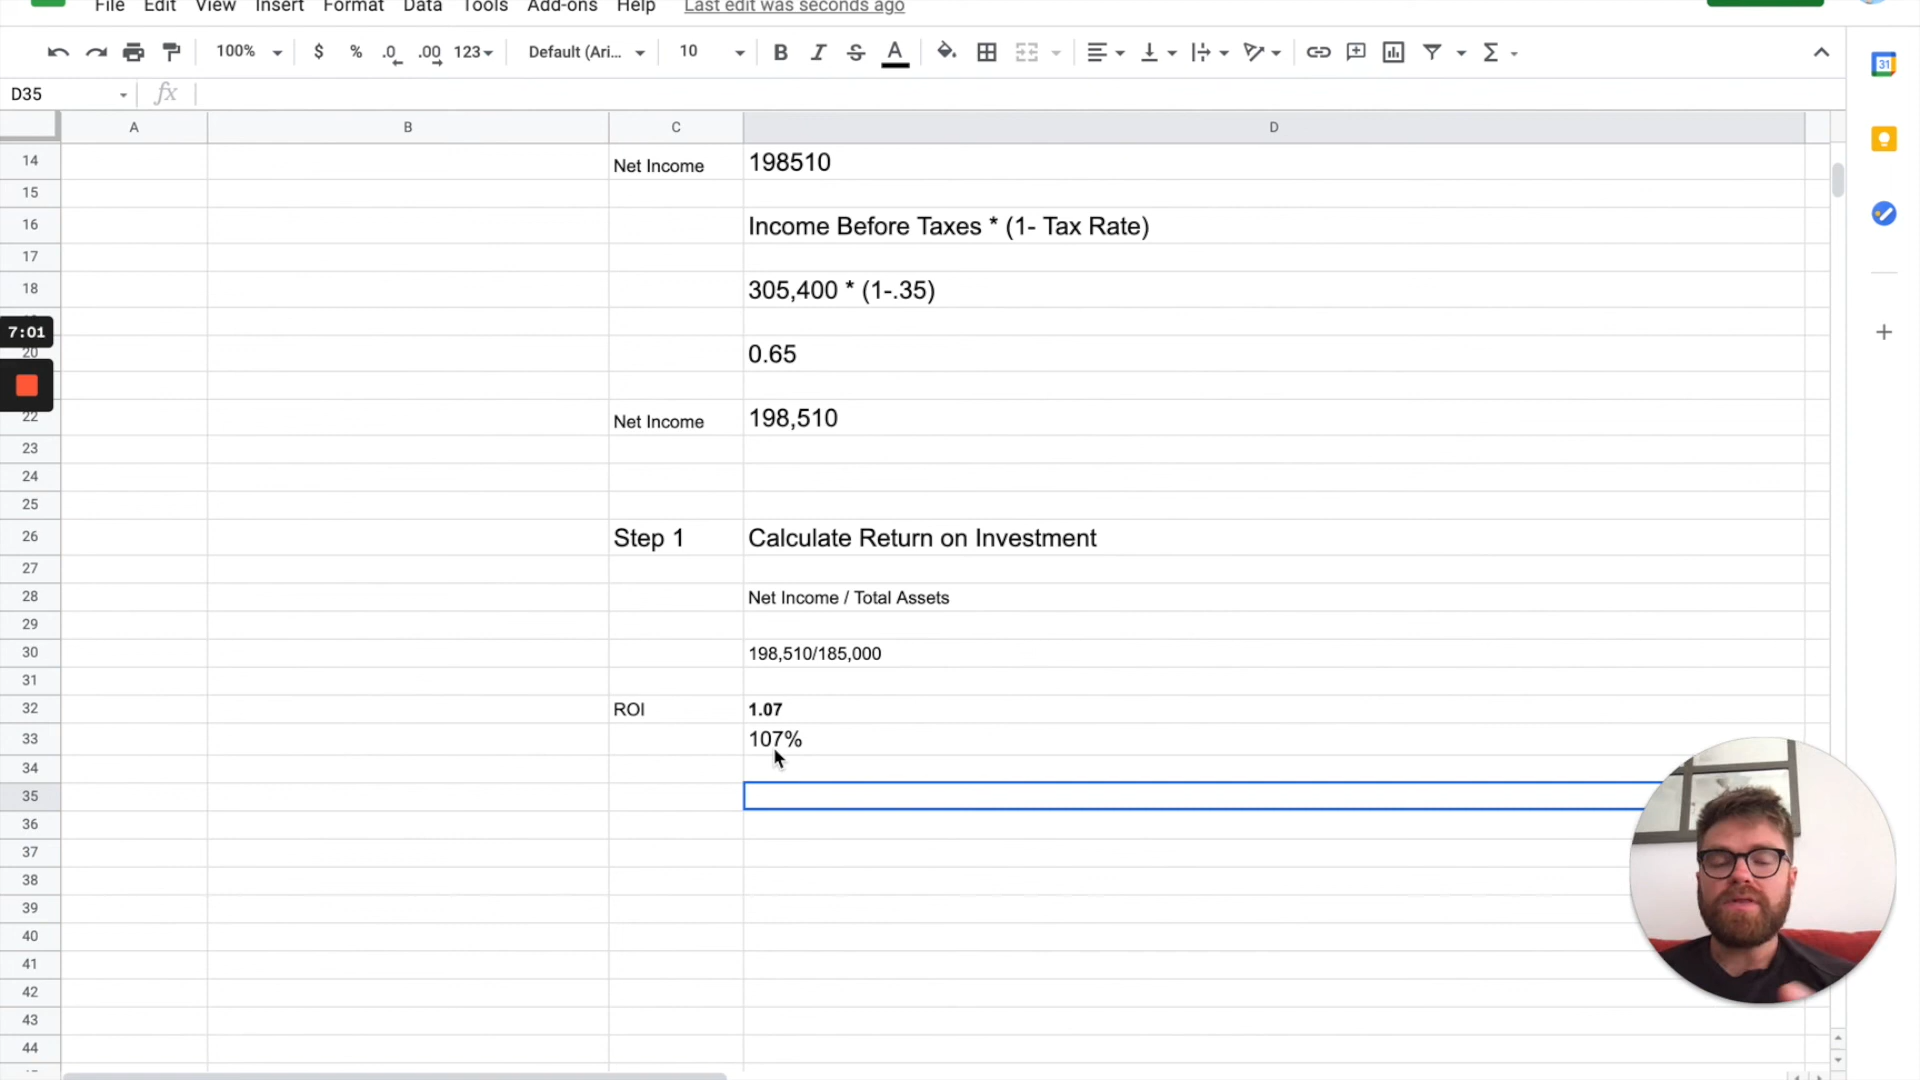 File Edit View Insert Format Data Tools Add-ons Help Last edit was seconds ago
100% $ % .0 .00 123 Default (Ari... 10 B I A Σ
31
D35 fx
A B C D
14 Net Income 198510
15
16 Income Before Taxes * (1- Tax Rate)
17
18 305,400 * (1-.35)
7:01
20 0.65
22 Net Income 198,510
23
24
25
26 Step 1 Calculate Return on Investment
27
28 Net Income / Total Assets
29
30 198,510/185,000
31
32 ROI 1.07
33 107%
34
35
36
37
38
39
40
41
42
43
44